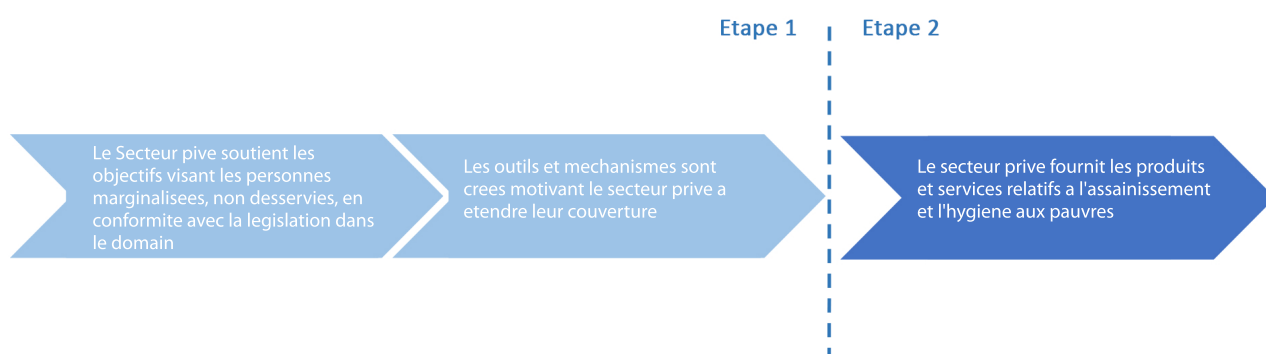 Etape 1
Etape 2
Le Secteur pive soutient les
objectifs visant les personnes
marginalisees, non desservies, en
conformite avec la legislation dans
le domain
Les outils et mechanismes sont
crees motivant le secteur prive a
etendre leur couverture
Le secteur prive fournit les produits
et services relatifs a l'assainissement
et l'hygiene aux pauvres